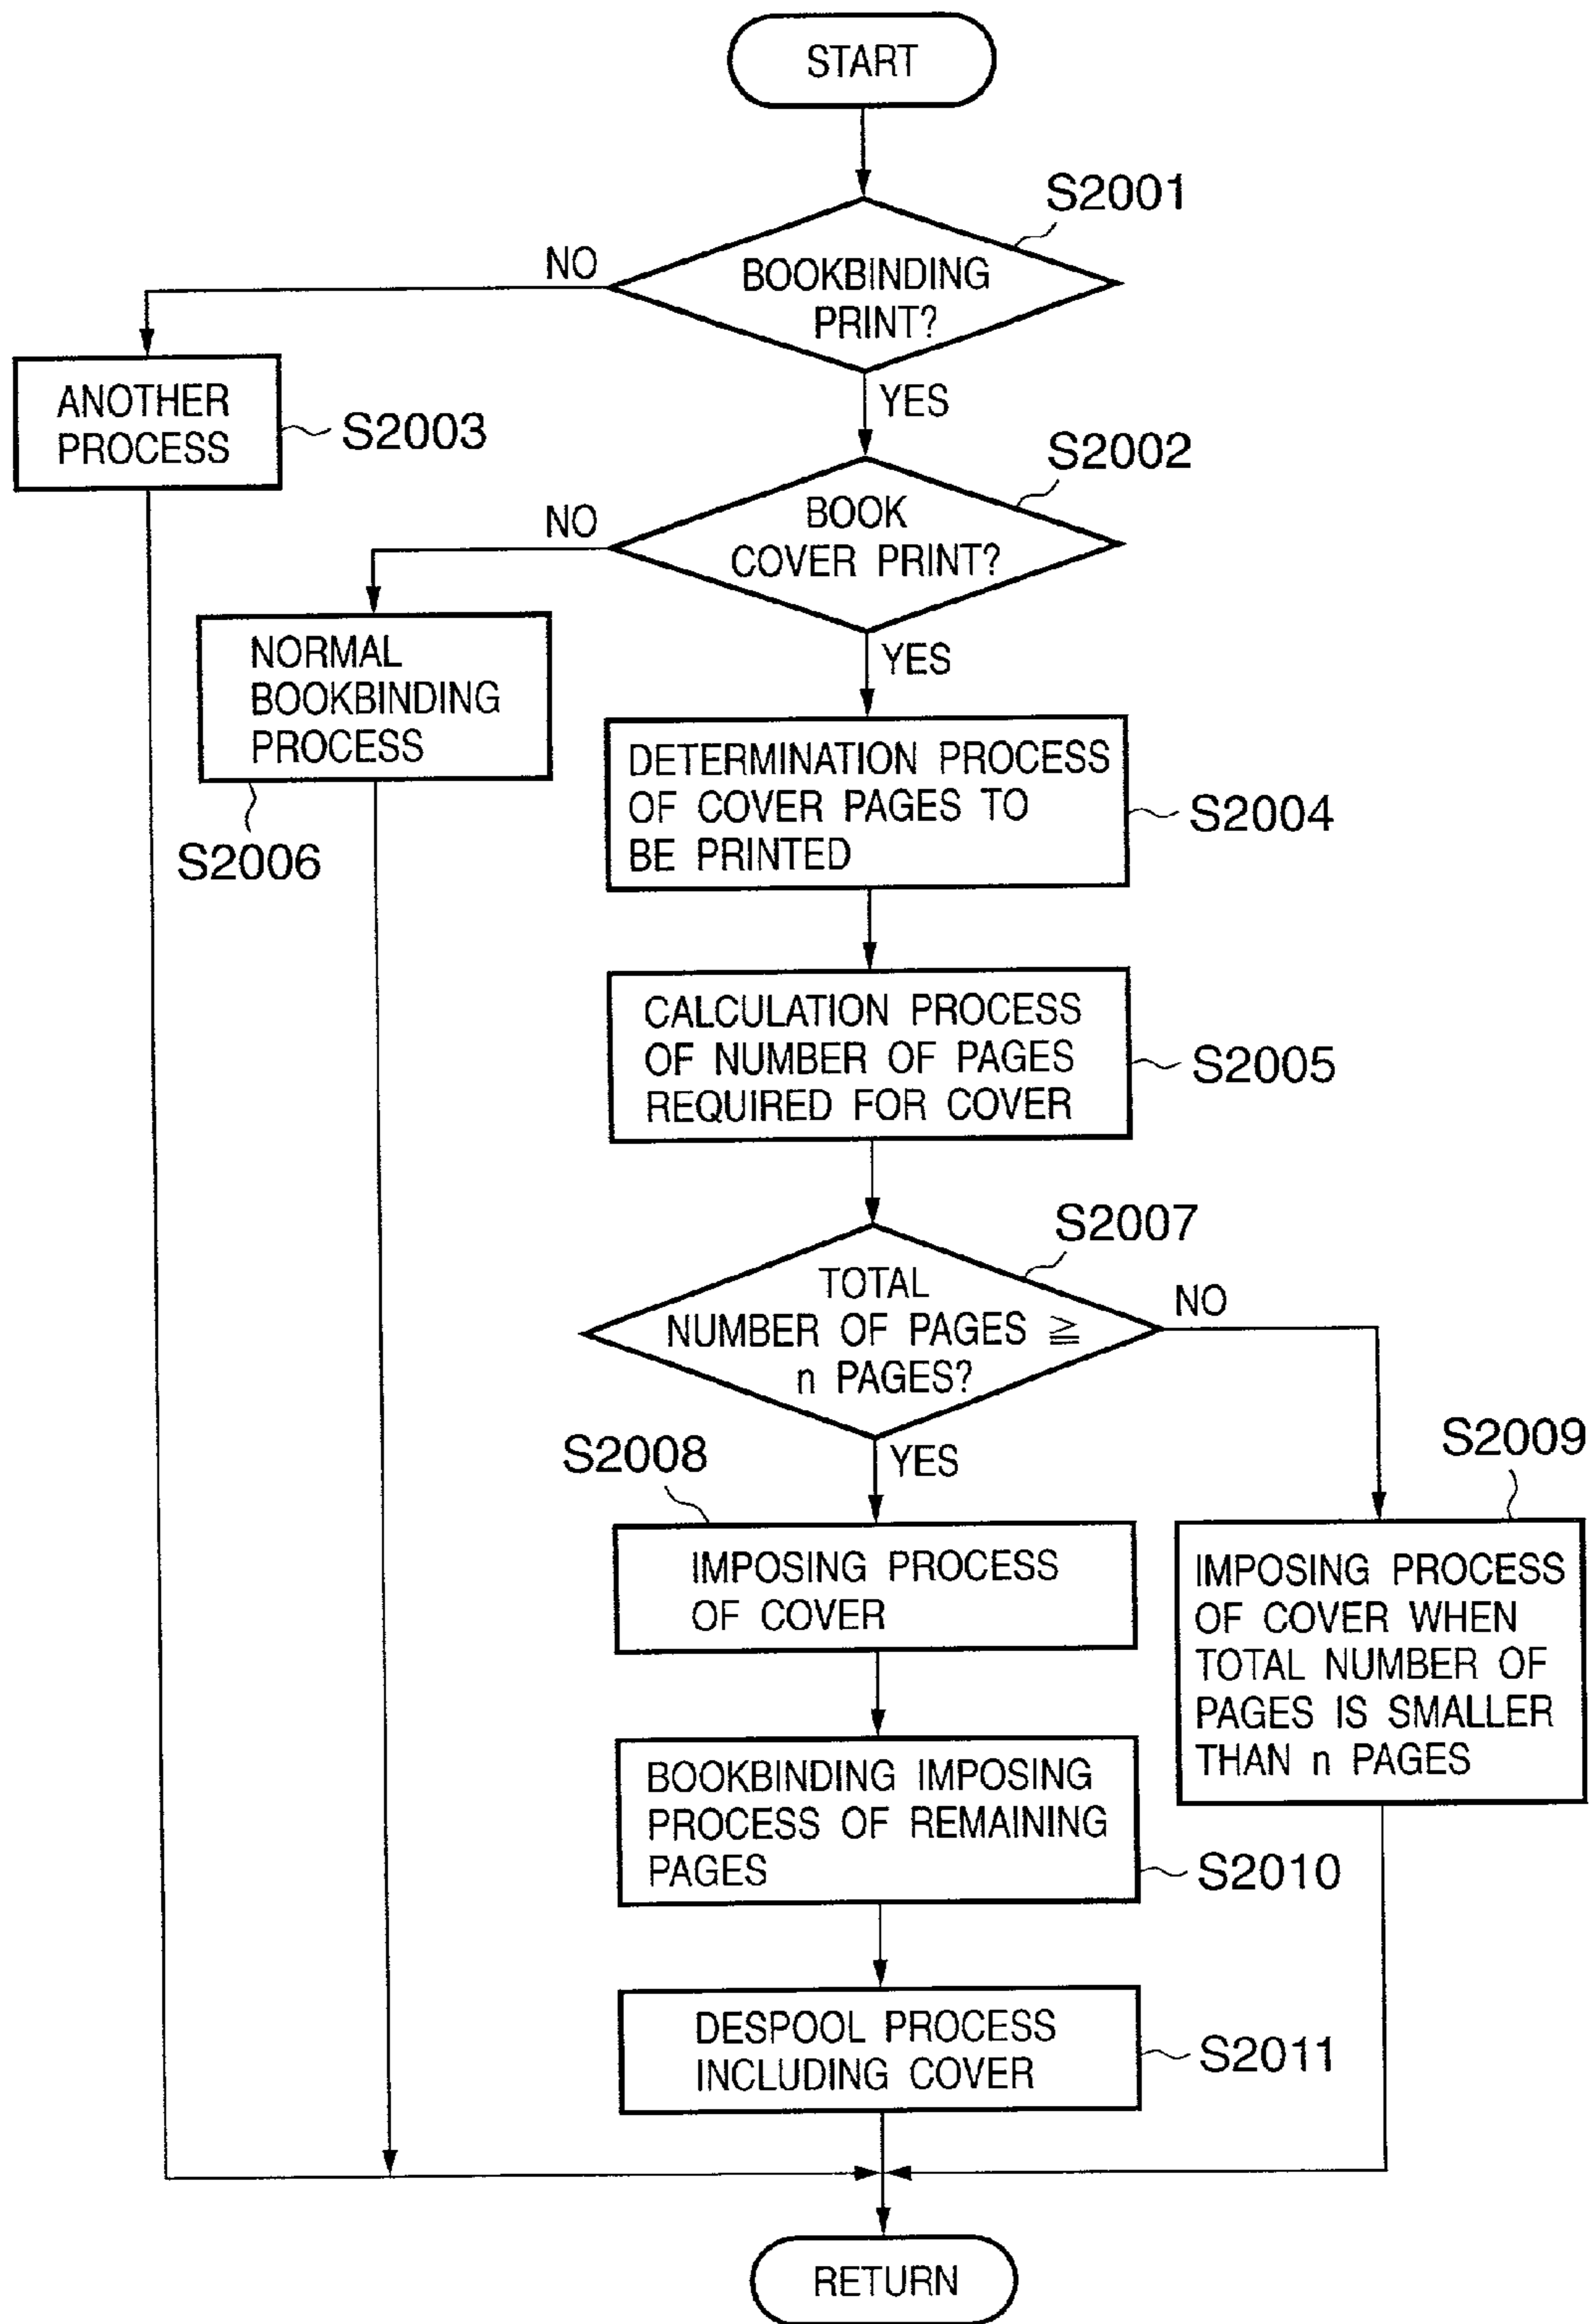 START
S2001
NO
BOOKBINDING
PRINT?
YES
ANOTHER
PROCESS
S2003
S2002
NO
BOOK
COVER PRINT?
YES
NORMAL
BOOKBINDING
PROCESS
S2006
DETERMINATION PROCESS
OF COVER PAGES TO
BE PRINTED
S2004
CALCULATION PROCESS
OF NUMBER OF PAGES
REQUIRED FOR COVER
S2005
S2007
TOTAL
NUMBER OF PAGES ≧
n PAGES?
NO
YES
S2008
S2009
IMPOSING PROCESS
OF COVER
IMPOSING PROCESS
OF COVER WHEN
TOTAL NUMBER OF
PAGES IS SMALLER
THAN n PAGES
BOOKBINDING IMPOSING
PROCESS OF REMAINING
PAGES
S2010
DESPOOL PROCESS
INCLUDING COVER
S2011
RETURN